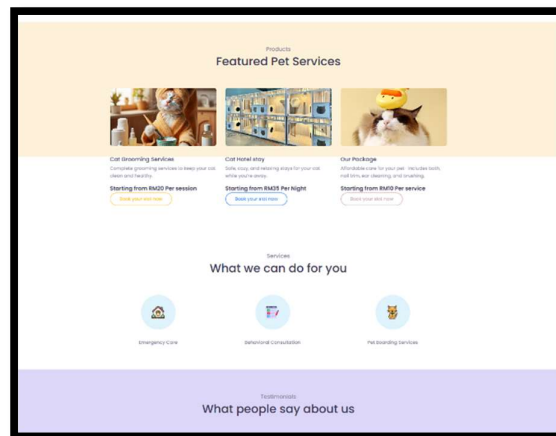 Products
Featured Pet Services
Cat Grooming Services
Complete grooming services to keep your cat
clean and healthy.
Starting from RM20 Per session
Book your slot now
Cat Hotel stay
Safe, cozy, and relaxing stays for your cat
while you're away.
Starting from RM35 Per Night
Book your slot now
Our Package
Affordable care for your pet. Includes bath,
nail trim, ear cleaning, and brushing.
Starting from RM10 Per service
Book your slot now
Services
What we can do for you
Emergency Care
Behavioral Consultation
Pet Boarding Services
Testimonials
What people say about us